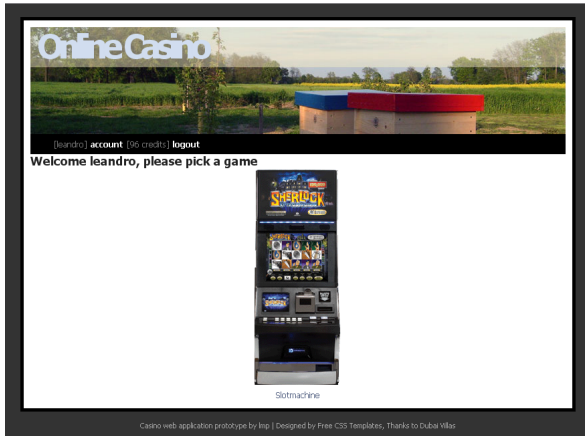 Online Casino
[leandro] account [96 credits] logout
Welcome leandro, please pick a game
SHERLOCK
Slotmachine
Casino web application prototype by lmp | Designed by Free CSS Templates, Thanks to Dubai Villas